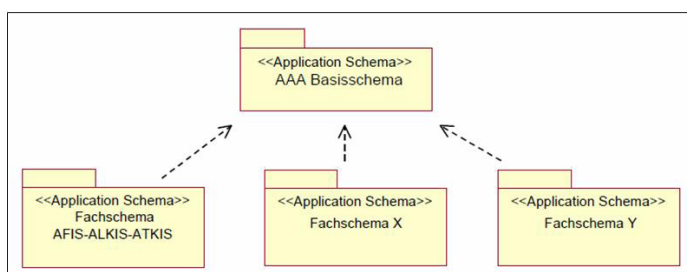 <<Application Schema>>
AAA Basisschema
<<Application Schema>>
Fachschema
AFIS-ALKIS-ATKIS
<<Application Schema>>
Fachschema X
<<Application Schema>>
Fachschema Y